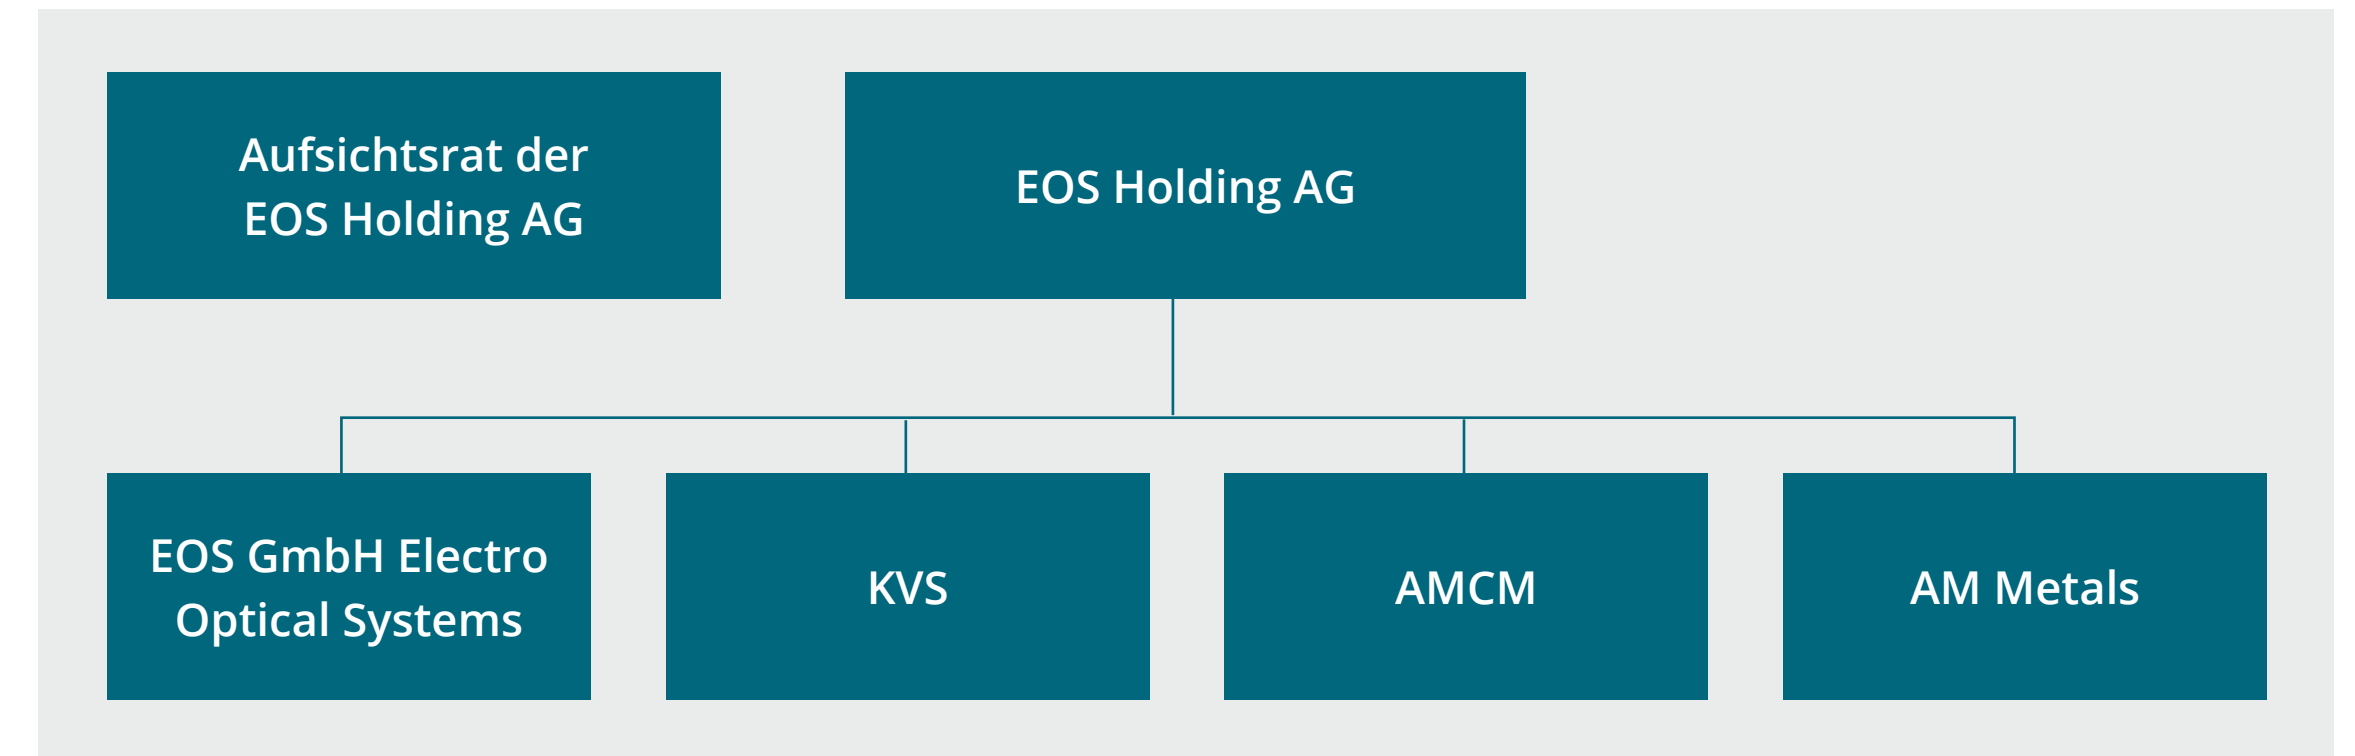 Aufsichtsrat der
EOS Holding AG
EOS Holding AG
EOS GmbH Electro
Optical Systems
KVS
AMCM
AM Metals